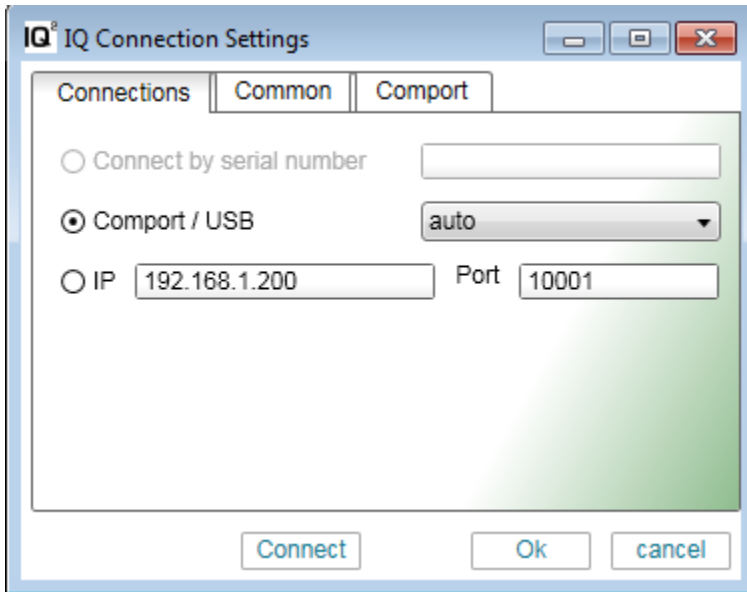 IQ² IQ Connection Settings
Connections Common Comport
Connect by serial number
Comport / USB auto
IP 192.168.1.200 Port 10001
Connect Ok cancel